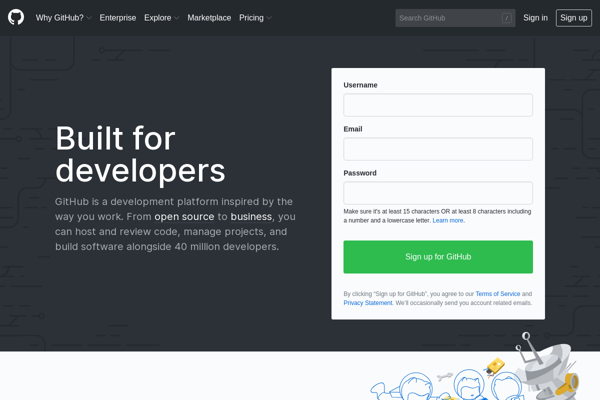 Why GitHub? Enterprise Explore Marketplace Pricing Search GitHub / Sign in Sign up
Built for
developers
GitHub is a development platform inspired by the
way you work. From open source to business, you
can host and review code, manage projects, and
build software alongside 40 million developers.
Username
Email
Password
Make sure it's at least 15 characters OR at least 8 characters including
a number and a lowercase letter. Learn more.
Sign up for GitHub
By clicking “Sign up for GitHub”, you agree to our Terms of Service and
Privacy Statement. We’ll occasionally send you account related emails.